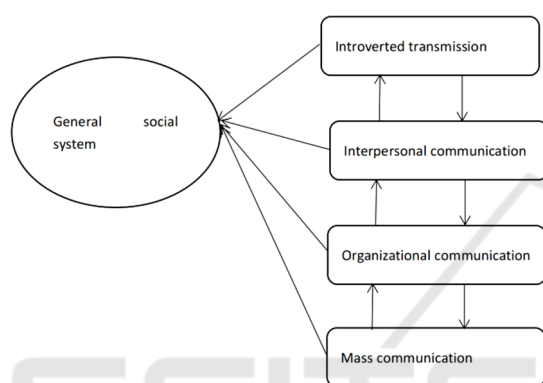 Introverted transmission
General social
system
Interpersonal communication
Organizational communication
Mass communication